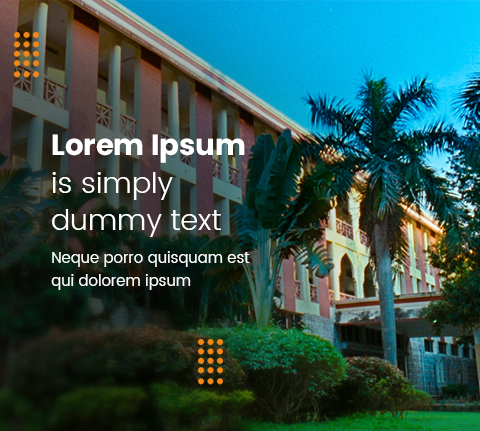 Lorem Ipsum
is simply
dummy text
Neque porro quisquam est
qui dolorem ipsum